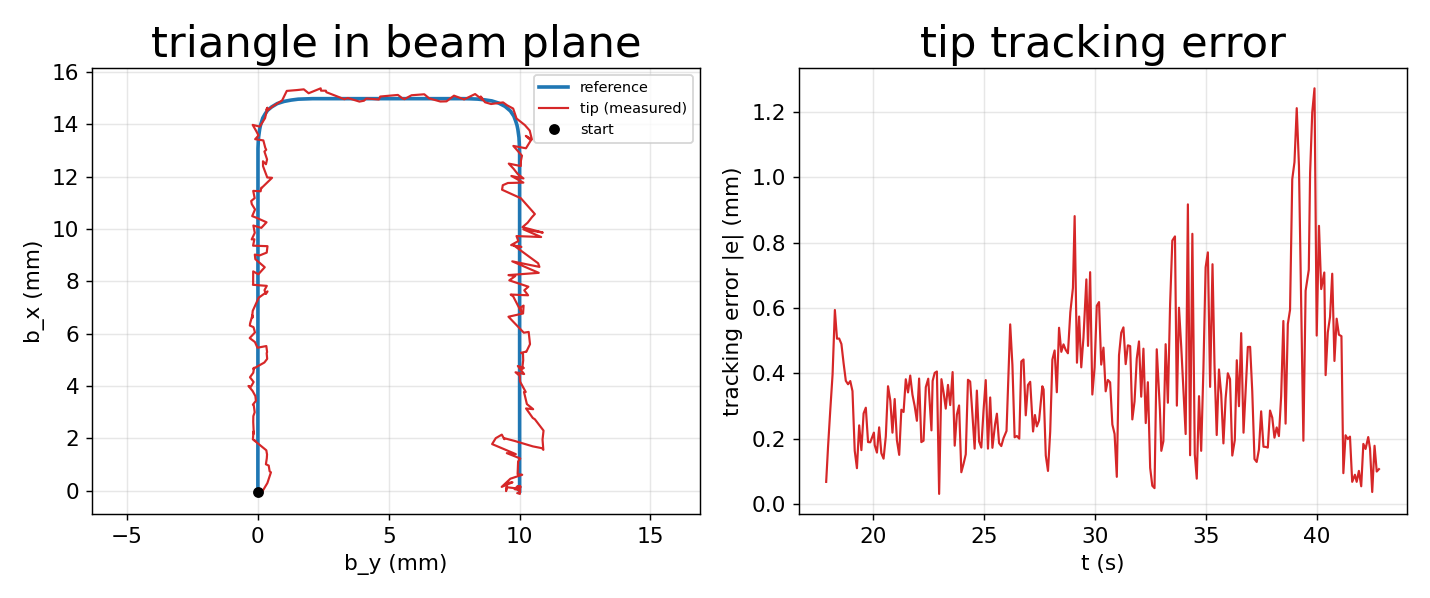 triangle in beam plane
16
14
12
10
8
6
4
2
0
b_x (mm)
−5
0
5
10
15
b_y (mm)
reference
tip (measured)
start
tip tracking error
1.2
1.0
0.8
0.6
0.4
0.2
0.0
tracking error |e| (mm)
20
25
30
35
40
t (s)